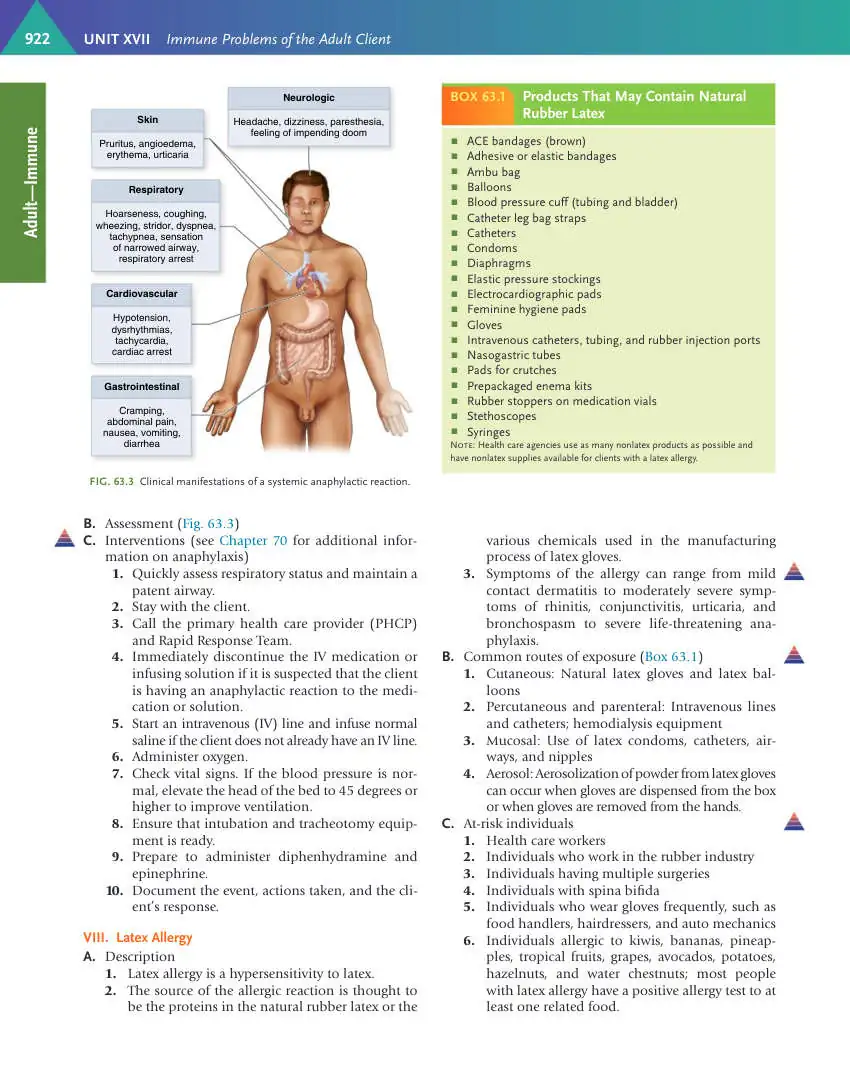 922
UNIT XVII Immune Problems of the Adult Client
Adult—Immune
Neurologic
Headache, dizziness, paresthesia,
feeling of impending doom
Skin
Pruritus, angioedema,
erythema, urticaria
Respiratory
Hoarseness, coughing,
wheezing, stridor, dyspnea,
tachypnea, sensation
of narrowed airway,
respiratory arrest
Cardiovascular
Hypotension,
dysrhythmias,
tachycardia,
cardiac arrest
Gastrointestinal
Cramping,
abdominal pain,
nausea, vomiting,
diarrhea
FIG. 63.3 Clinical manifestations of a systemic anaphylactic reaction.
BOX 63.1 Products That May Contain Natural
Rubber Latex
■ ACE bandages (brown)
■ Adhesive or elastic bandages
■ Ambu bag
■ Balloons
■ Blood pressure cuff (tubing and bladder)
■ Catheter leg bag straps
■ Catheters
■ Condoms
■ Diaphragms
■ Elastic pressure stockings
■ Electrocardiographic pads
■ Feminine hygiene pads
■ Gloves
■ Intravenous catheters, tubing, and rubber injection ports
■ Nasogastric tubes
■ Pads for crutches
■ Prepackaged enema kits
■ Rubber stoppers on medication vials
■ Stethoscopes
■ Syringes
NOTE: Health care agencies use as many nonlatex products as possible and
have nonlatex supplies available for clients with a latex allergy.
B. Assessment (Fig. 63.3)
C. Interventions (see Chapter 70 for additional infor-
mation on anaphylaxis)
1. Quickly assess respiratory status and maintain a
patent airway.
2. Stay with the client.
3. Call the primary health care provider (PHCP)
and Rapid Response Team.
4. Immediately discontinue the IV medication or
infusing solution if it is suspected that the client
is having an anaphylactic reaction to the medi-
cation or solution.
5. Start an intravenous (IV) line and infuse normal
saline if the client does not already have an IV line.
6. Administer oxygen.
7. Check vital signs. If the blood pressure is nor-
mal, elevate the head of the bed to 45 degrees or
higher to improve ventilation.
8. Ensure that intubation and tracheotomy equip-
ment is ready.
9. Prepare to administer diphenhydramine and
epinephrine.
10. Document the event, actions taken, and the cli-
ent's response.
VIII. Latex Allergy
A. Description
1. Latex allergy is a hypersensitivity to latex.
2. The source of the allergic reaction is thought to
be the proteins in the natural rubber latex or the
various chemicals used in the manufacturing
process of latex gloves.
3. Symptoms of the allergy can range from mild
contact dermatitis to moderately severe symp-
toms of rhinitis, conjunctivitis, urticaria, and
bronchospasm to severe life-threatening ana-
phylaxis.
B. Common routes of exposure (Box 63.1)
1. Cutaneous: Natural latex gloves and latex bal-
loons
2. Percutaneous and parenteral: Intravenous lines
and catheters; hemodialysis equipment
3. Mucosal: Use of latex condoms, catheters, air-
ways, and nipples
4. Aerosol: Aerosolization of powder from latex gloves
can occur when gloves are dispensed from the box
or when gloves are removed from the hands.
C. At-risk individuals
1. Health care workers
2. Individuals who work in the rubber industry
3. Individuals having multiple surgeries
4. Individuals with spina bifida
5. Individuals who wear gloves frequently, such as
food handlers, hairdressers, and auto mechanics
6. Individuals allergic to kiwis, bananas, pineap-
ples, tropical fruits, grapes, avocados, potatoes,
hazelnuts, and water chestnuts; most people
with latex allergy have a positive allergy test to at
least one related food.